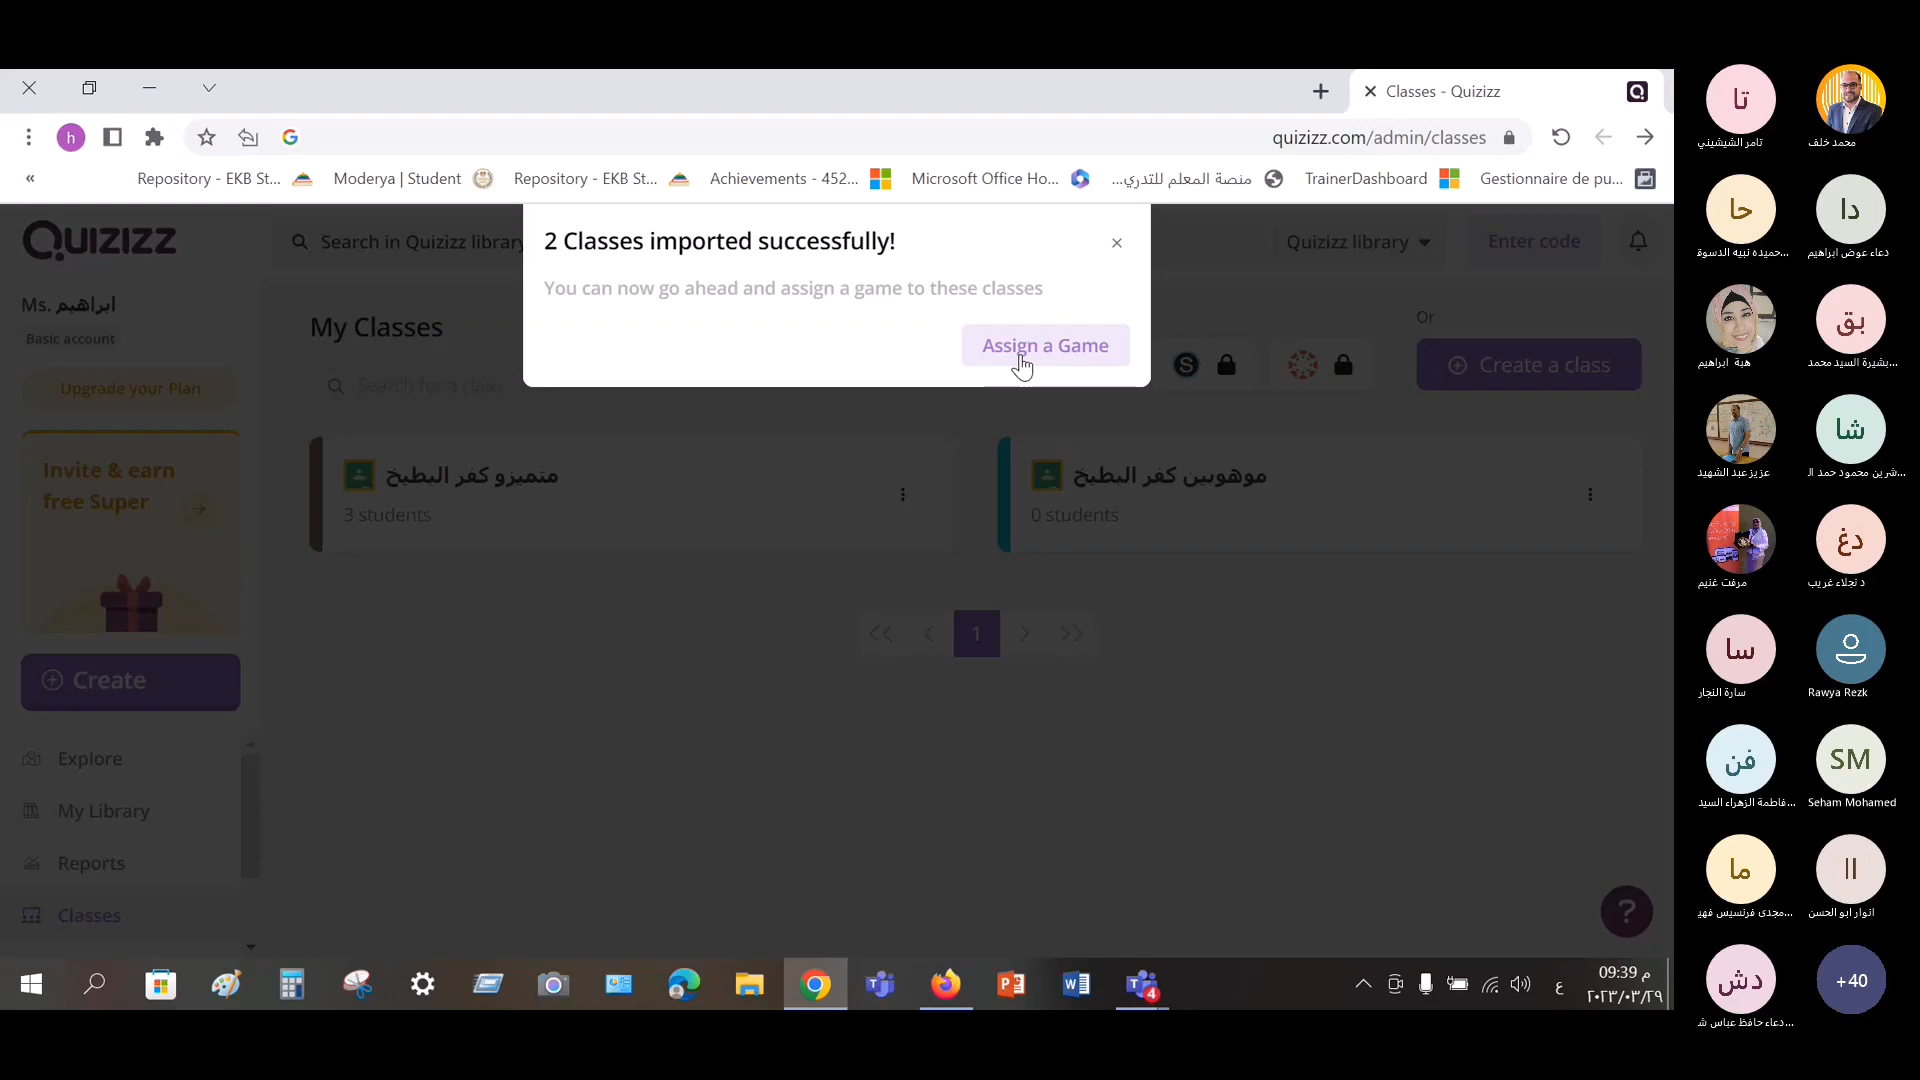 Classes - Quizizz
quizizz.com/admin/classes
h
« Repository - EKB St... Moderya | Student Repository - EKB St... Achievements - 452... Microsoft Office Ho... منصة المعلم للتدري... TrainerDashboard Gestionnaire de pu...
Quizizz
Search in Quizizz library
Quizizz library
Enter code
2 Classes imported successfully!
You can now go ahead and assign a game to these classes
Assign a Game
Ms. ابراهيم
Basic account
Upgrade your Plan
Invite & earn
free Super
Create
Explore
My Library
Reports
Classes
My Classes
Search for a class
Or
Create a class
متميزو كفر البطيخ
3 students
موهوبين كفر البطيخ
0 students
<< < 1 > >>
?
4
ع
09:39 م
٢٠٢٣/٠٣/٢٩
تا
تامر الشيشيني
محمد خلف
حا
حميده نبيه الدسوق...
دا
دعاء عوض ابراهيم
هبة ابراهيم
بق
بشيرة السيد محمد...
عزيز عبد الشهيد
شا
شرين محمود حمد ال...
مرفت غنيم
دغ
د نجلاء غريب
سا
سارة النجار
Rawya Rezk
فن
فاطمة الزهراء السيد...
SM
Seham Mohamed
ما
مجدى فرنسيس فهي...
اا
انوار ابو الحسن
دش
دعاء حافظ عباس ش...
+40